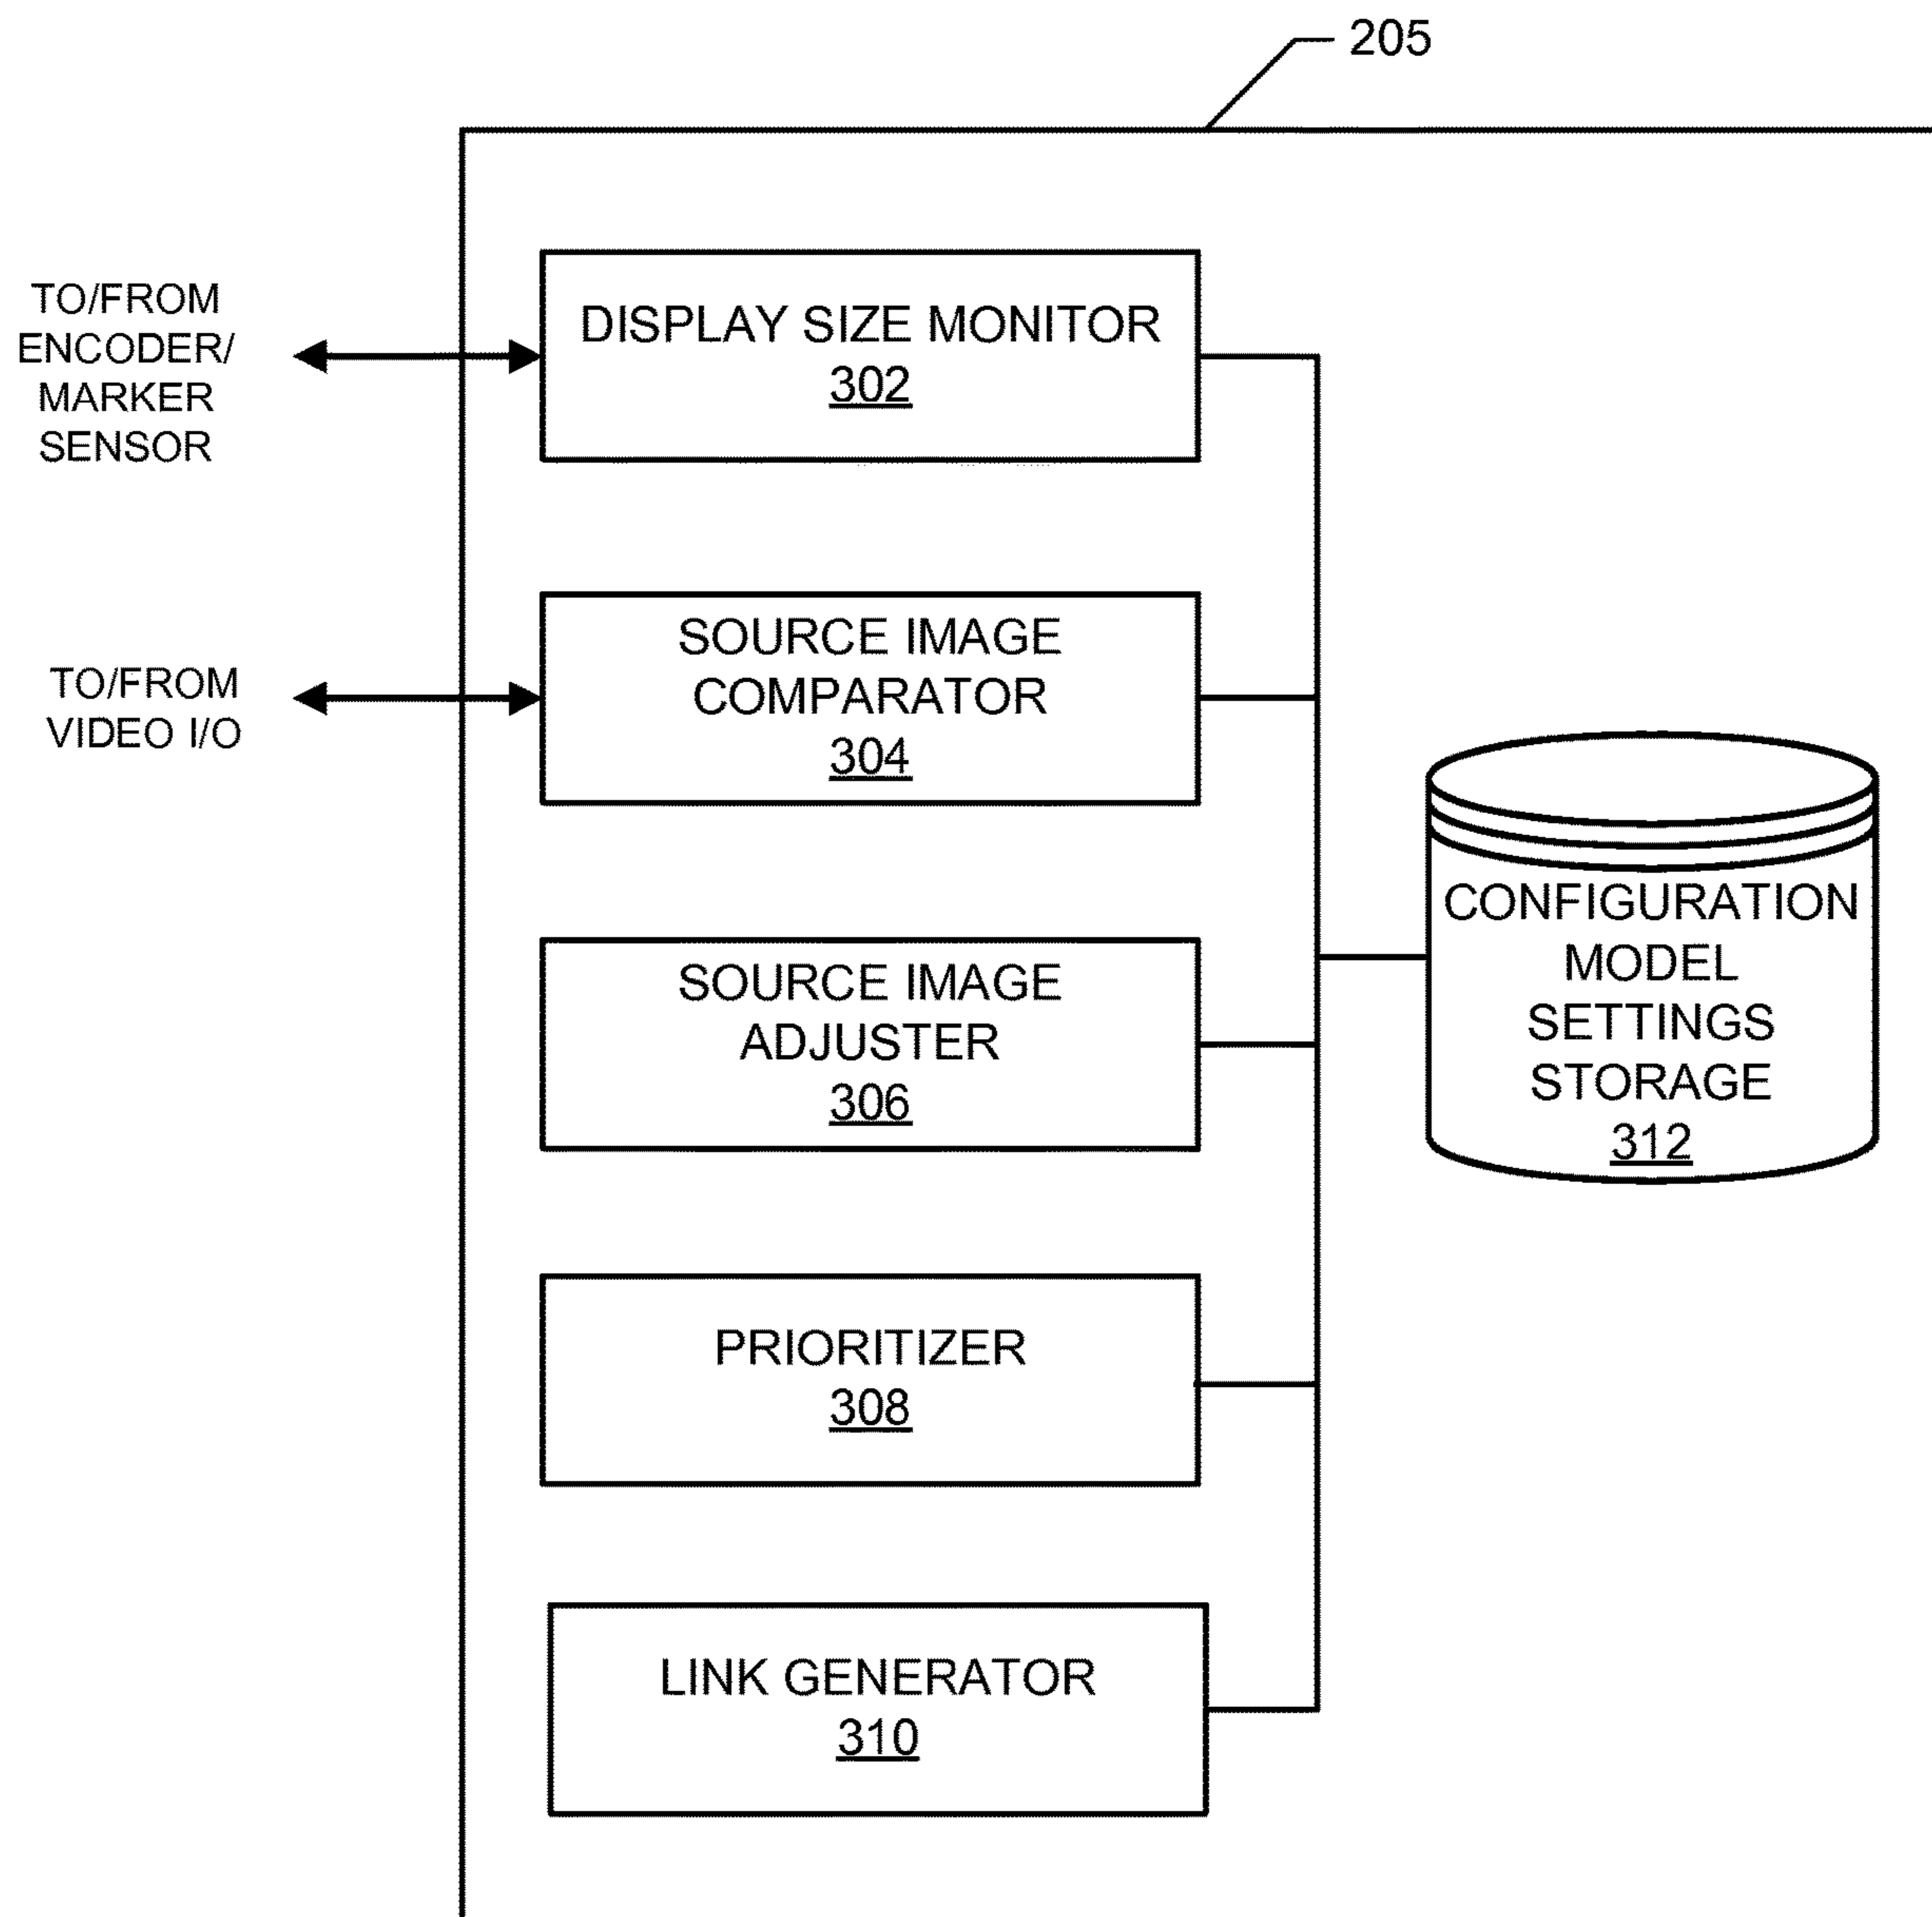 205
TO/FROM
ENCODER/
MARKER
SENSOR
DISPLAY SIZE MONITOR
302
TO/FROM
VIDEO I/O
SOURCE IMAGE
COMPARATOR
304
SOURCE IMAGE
ADJUSTER
306
CONFIGURATION
MODEL
SETTINGS
STORAGE
312
PRIORITIZER
308
LINK GENERATOR
310